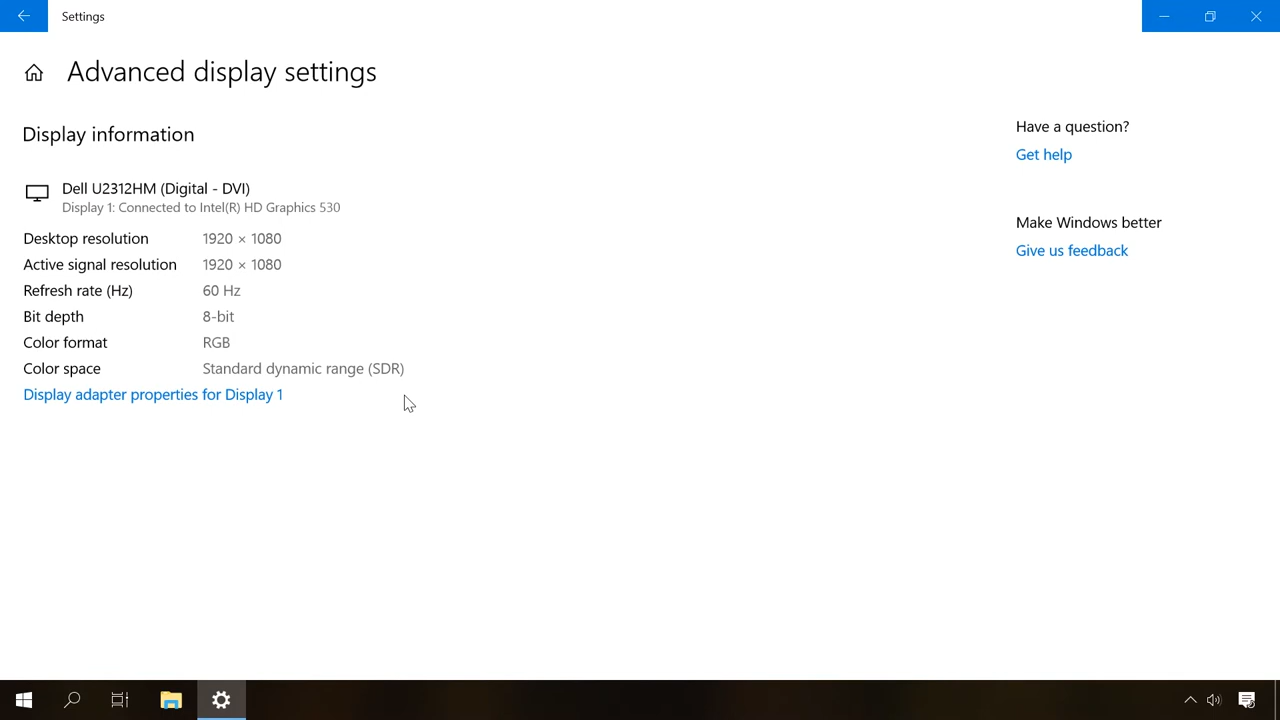 Settings
Advanced display settings
Display information
Dell U2312HM (Digital - DVI)
Display 1: Connected to Intel(R) HD Graphics 530
Desktop resolution 1920 × 1080
Active signal resolution 1920 × 1080
Refresh rate (Hz) 60 Hz
Bit depth 8-bit
Color format RGB
Color space Standard dynamic range (SDR)
Display adapter properties for Display 1
Have a question?
Get help
Make Windows better
Give us feedback